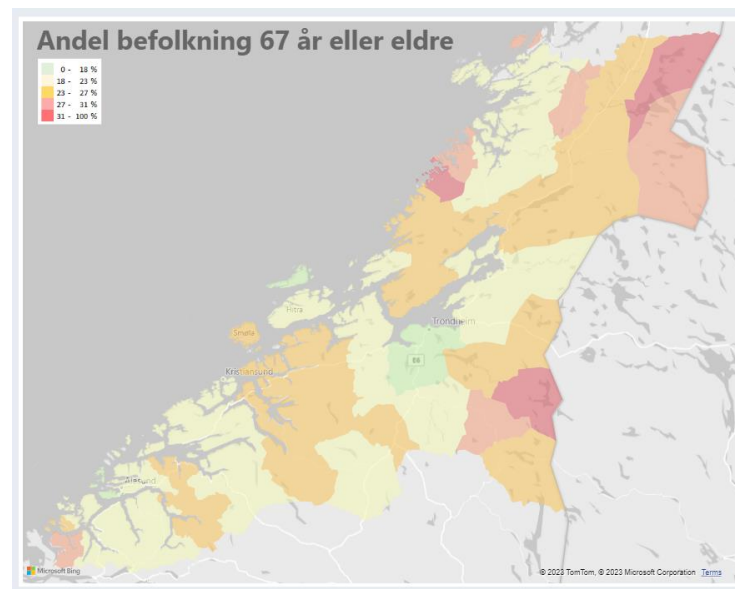 Andel befolkning 67 år eller eldre
0 - 18 %
18 - 23 %
23 - 27 %
27 - 31 %
31 - 100 %
Hitra
Trondheim
Smøla
E6
Kristiansund
Ålesund
Microsoft Bing
© 2023 TomTom, © 2023 Microsoft Corporation Terms